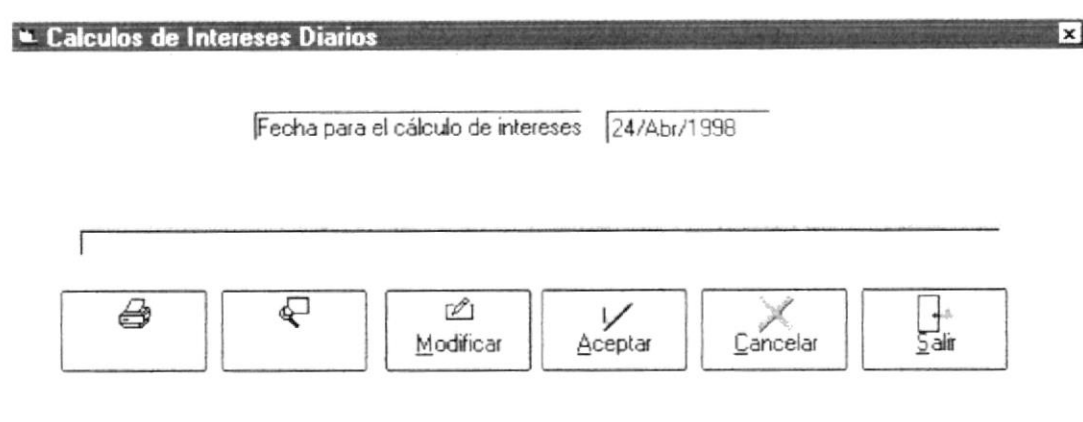 Calculos de Intereses Diarios
Fecha para el cálculo de intereses 24/Abr/1998
Modificar Aceptar Cancelar Salir